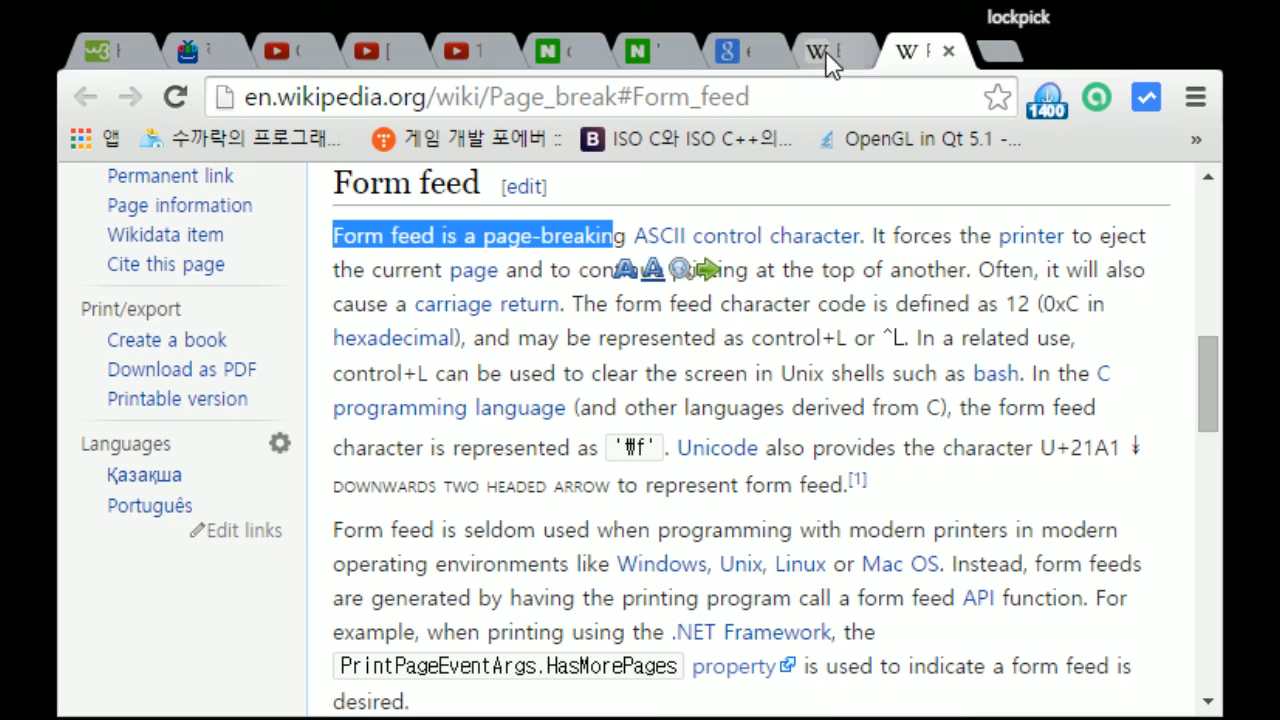 lockpick
en.wikipedia.org/wiki/Page_break#Form_feed
1400
앱 수까락의 프로그래... 게임 개발 포에버 :: B ISO C와 ISO C++의... OpenGL in Qt 5.1 -... »
Permanent link
Page information
Wikidata item
Cite this page
Print/export
Create a book
Download as PDF
Printable version
Languages
Қазақша
Português
Edit links
Form feed [edit]
Form feed is a page-breaking ASCII control character. It forces the printer to eject
the current page and to at the top of another. Often, it will also
cause a carriage return. The form feed character code is defined as 12 (0xC in
hexadecimal), and may be represented as control+L or ^L. In a related use,
control+L can be used to clear the screen in Unix shells such as bash. In the C
programming language (and other languages derived from C), the form feed
character is represented as '₩f'. Unicode also provides the character U+21A1 ↡
DOWNWARDS TWO HEADED ARROW to represent form feed.[1]
Form feed is seldom used when programming with modern printers in modern
operating environments like Windows, Unix, Linux or Mac OS. Instead, form feeds
are generated by having the printing program call a form feed API function. For
example, when printing using the .NET Framework, the
PrintPageEventArgs.HasMorePages property is used to indicate a form feed is
desired.